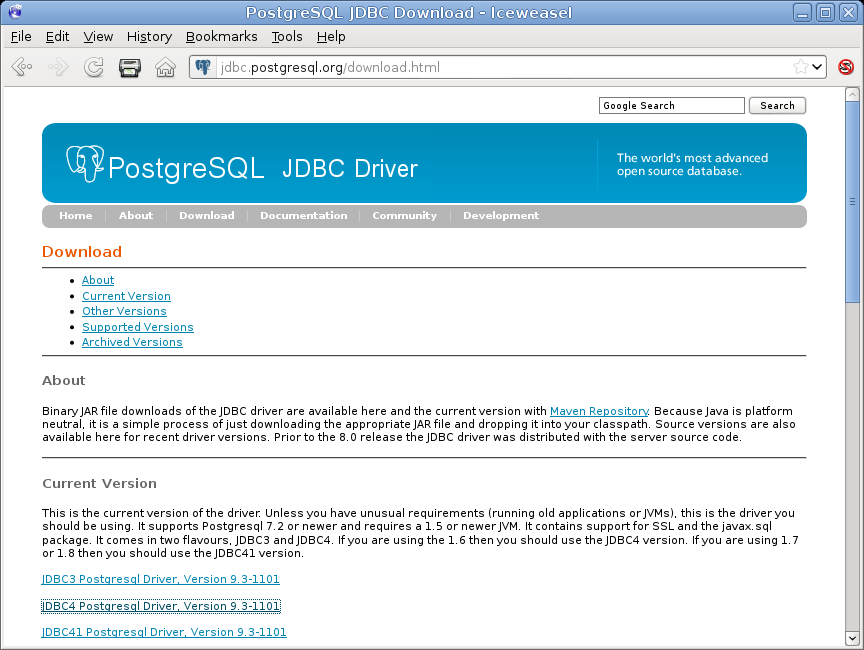 PostgreSQL JDBC Download - Iceweasel
File Edit View History Bookmarks Tools Help
jdbc.postgresql.org/download.html
Google Search Search
PostgreSQL JDBC Driver
The world's most advanced
open source database.
Home About Download Documentation Community Development
Download
About
Current Version
Other Versions
Supported Versions
Archived Versions
About
Binary JAR file downloads of the JDBC driver are available here and the current version with Maven Repository. Because Java is platform
neutral, it is a simple process of just downloading the appropriate JAR file and dropping it into your classpath. Source versions are also
available here for recent driver versions. Prior to the 8.0 release the JDBC driver was distributed with the server source code.
Current Version
This is the current version of the driver. Unless you have unusual requirements (running old applications or JVMs), this is the driver you
should be using. It supports Postgresql 7.2 or newer and requires a 1.5 or newer JVM. It contains support for SSL and the javax.sql
package. It comes in two flavours, JDBC3 and JDBC4. If you are using the 1.6 then you should use the JDBC4 version. If you are using 1.7
or 1.8 then you should use the JDBC41 version.
JDBC3 Postgresql Driver, Version 9.3-1101
JDBC4 Postgresql Driver, Version 9.3-1101
JDBC41 Postgresql Driver, Version 9.3-1101